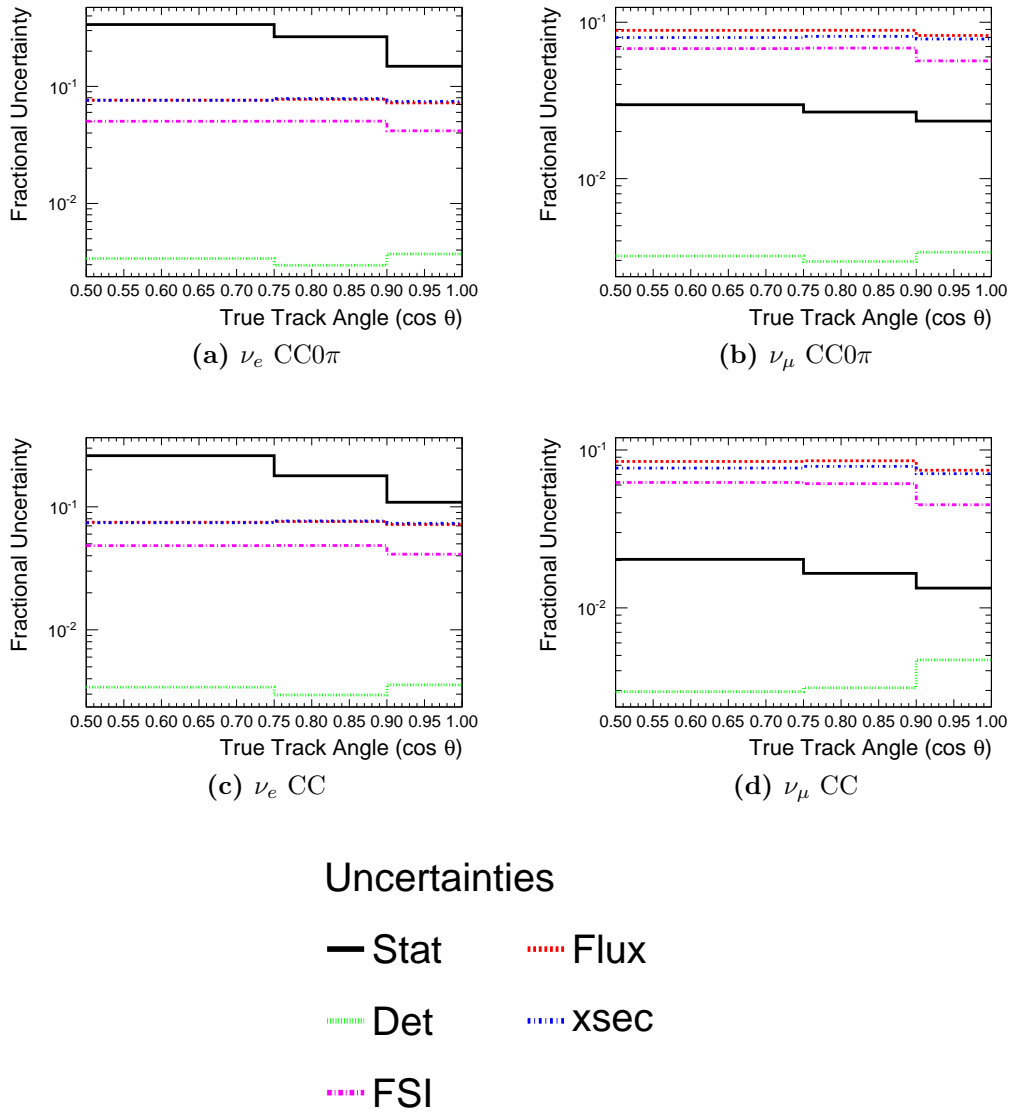 Fractional Uncertainty
10⁻¹
10⁻²
0.50 0.55 0.60 0.65 0.70 0.75 0.80 0.85 0.90 0.95 1.00
True Track Angle (cos θ)
(a) νₑ CC0π
Fractional Uncertainty
10⁻¹
10⁻²
0.50 0.55 0.60 0.65 0.70 0.75 0.80 0.85 0.90 0.95 1.00
True Track Angle (cos θ)
(b) ν_μ CC0π
Fractional Uncertainty
10⁻¹
10⁻²
0.50 0.55 0.60 0.65 0.70 0.75 0.80 0.85 0.90 0.95 1.00
True Track Angle (cos θ)
(c) νₑ CC
Fractional Uncertainty
10⁻¹
10⁻²
0.50 0.55 0.60 0.65 0.70 0.75 0.80 0.85 0.90 0.95 1.00
True Track Angle (cos θ)
(d) ν_μ CC
Uncertainties
Stat Flux
Det xsec
FSI